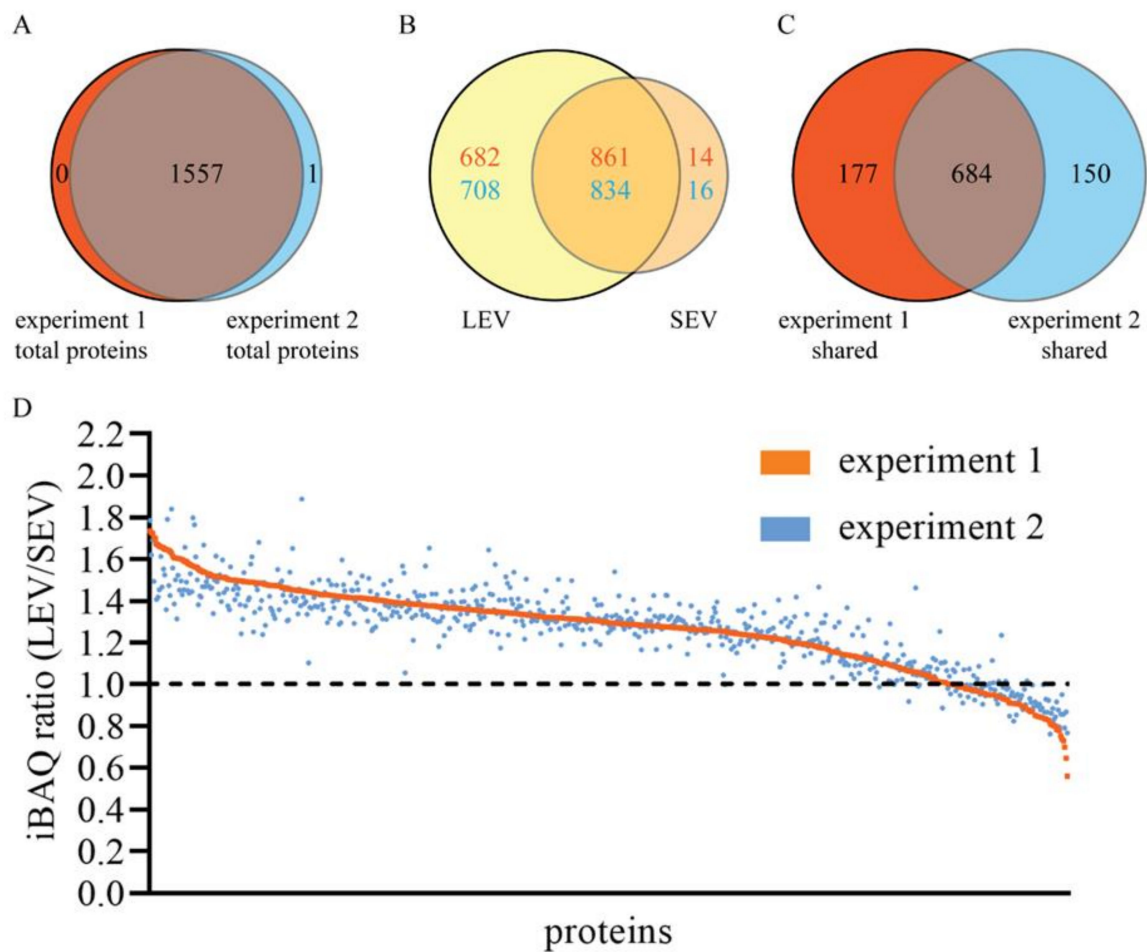 A
B
C
0
1557
1
682
861
14
708
834
16
177
684
150
experiment 1
total proteins
experiment 2
total proteins
LEV
SEV
experiment 1
shared
experiment 2
shared
D
iBAQ ratio (LEV/SEV)
2.2
2.0
1.8
1.6
1.4
1.2
1.0
0.8
0.6
0.4
0.2
0.0
experiment 1
experiment 2
proteins